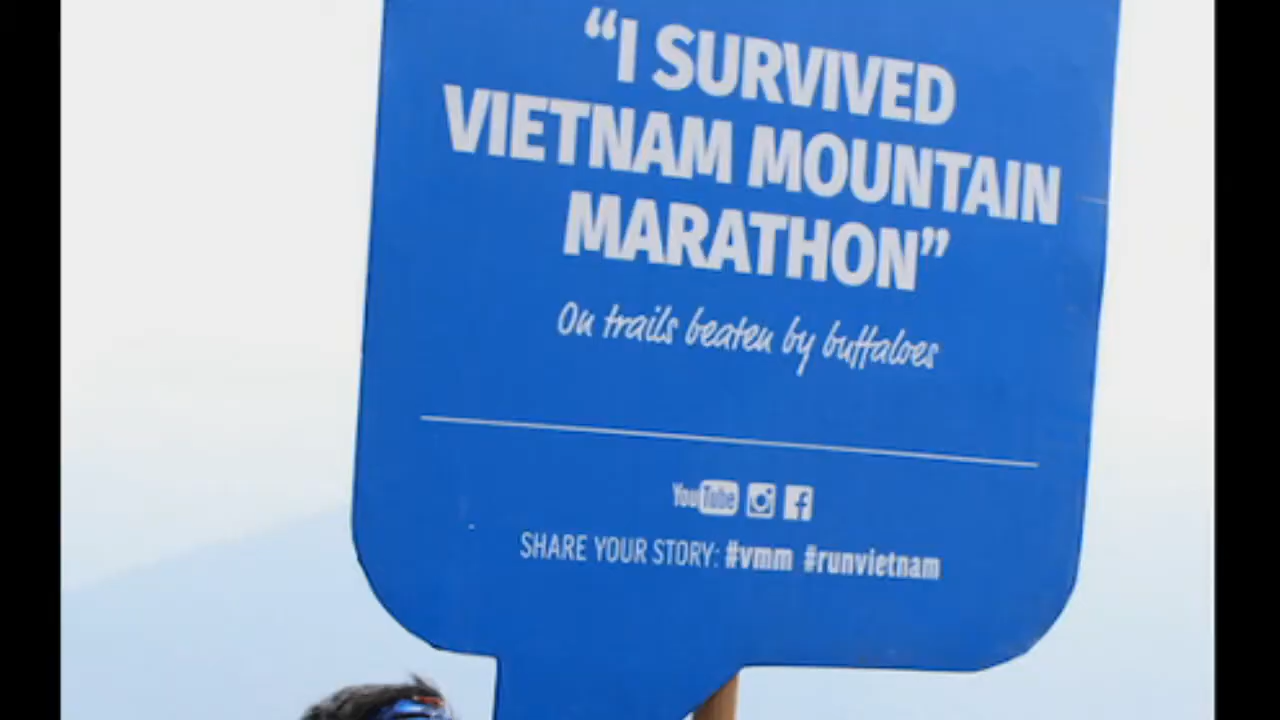 “I SURVIVED
VIETNAM MOUNTAIN
MARATHON”
On trails beaten by buffaloes
YouTube
SHARE YOUR STORY: #vmm #runvietnam